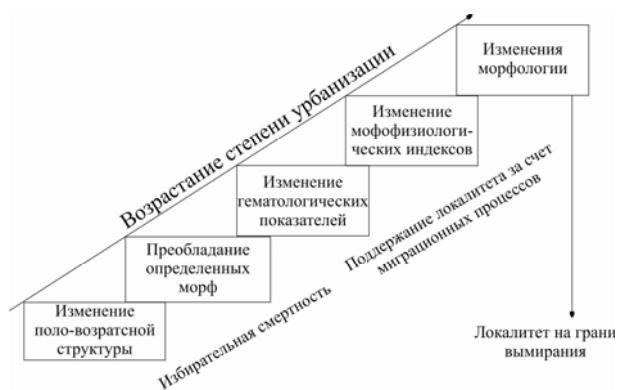 Возрастание степени урбанизации
Изменения
морфологии
Изменение
мофофизиологи-
ческих индексов
Изменение
гематологических
показателей
Преобладание
определенных
морф
Изменение
поло-возратсной
структуры
Избирательная смертность
Поддержание локалитета за счет
миграционных процессов
Локалитет на грани
вымирания